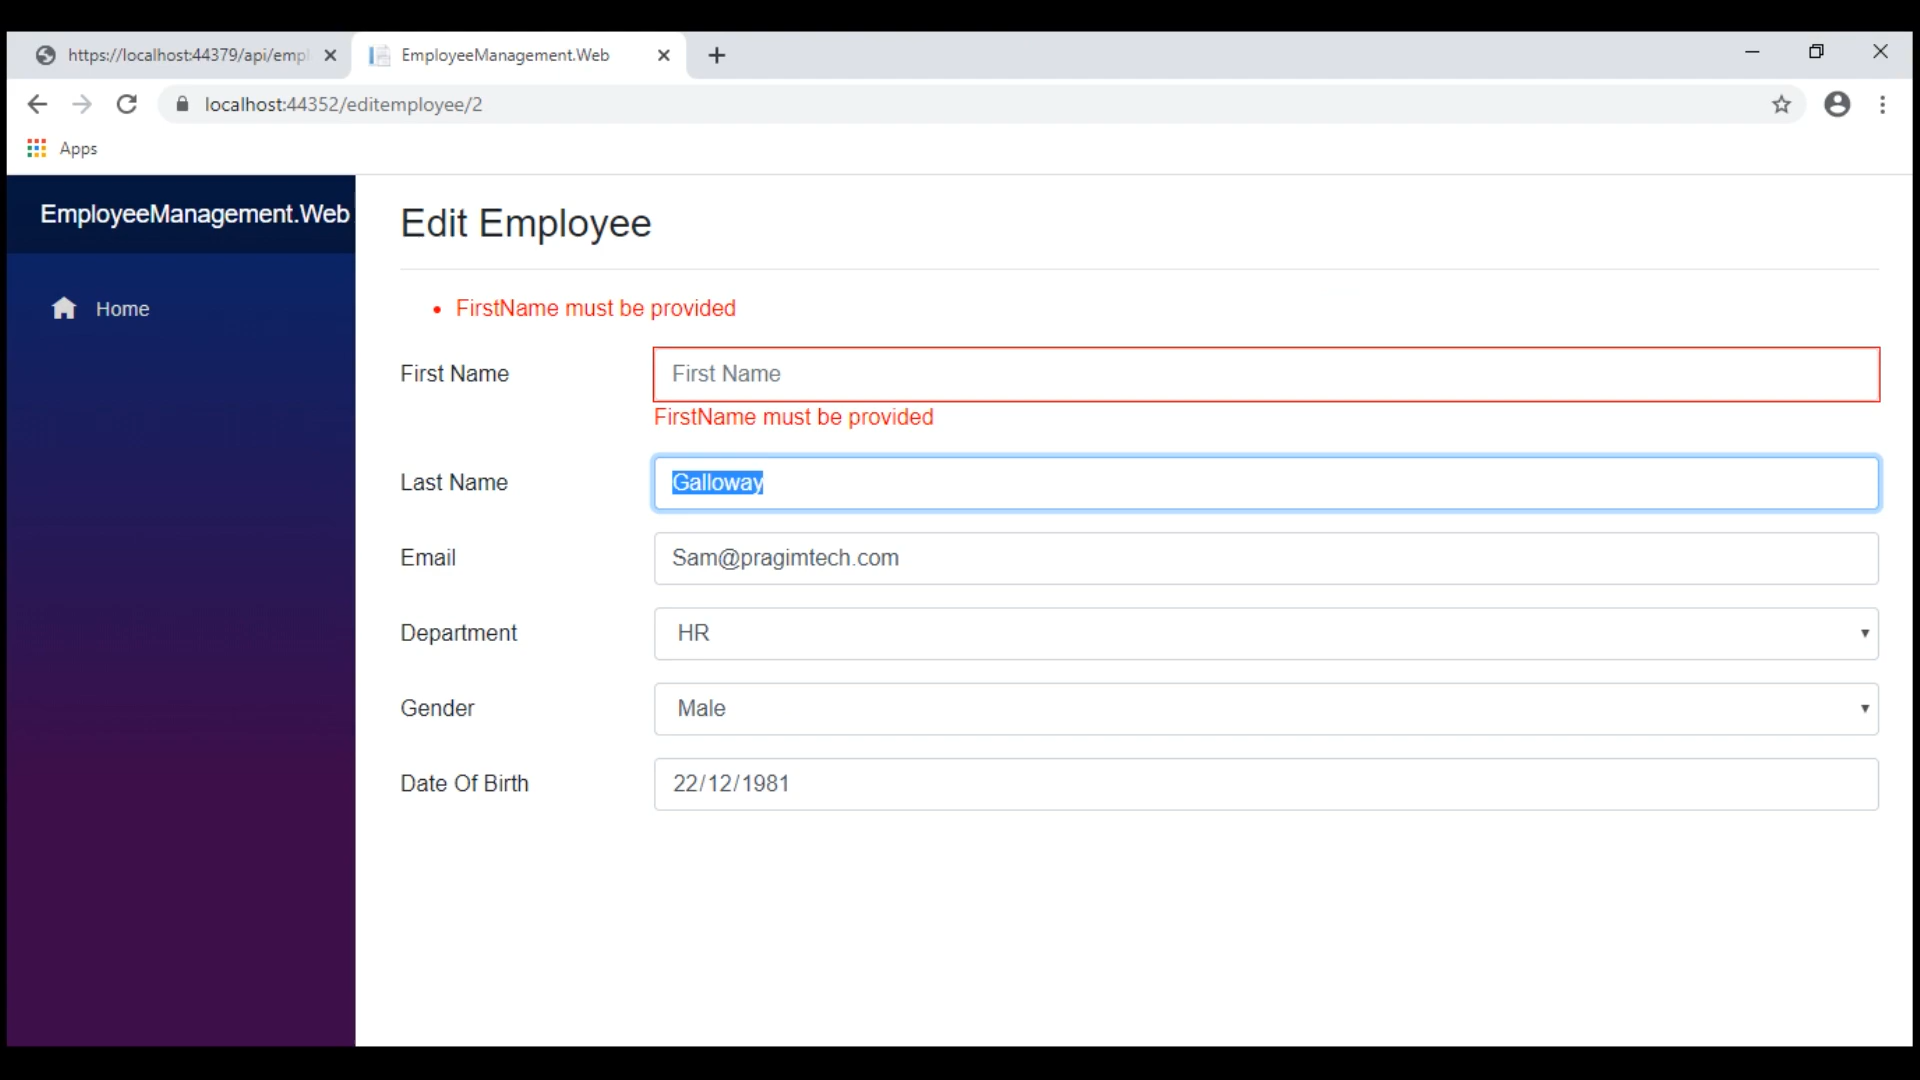 https://localhost:44379/api/empl
EmployeeManagement.Web
localhost:44352/editemployee/2
Apps
EmployeeManagement.Web
Home
Edit Employee
FirstName must be provided
First Name
First Name
FirstName must be provided
Last Name
Galloway
Email
Sam@pragimtech.com
Department
HR
Gender
Male
Date Of Birth
22/12/1981